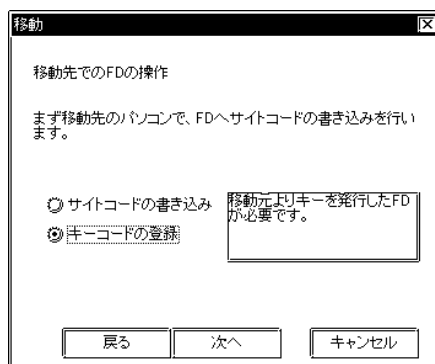 移動
移動先でのFDの操作
まず移動先のパソコンで、FDへサイトコードの書き込みを行い
ます。
サイトコードの書き込み
キーコードの登録
移動元よりキーを発行したFD
が必要です。
戻る
次へ
キャンセル